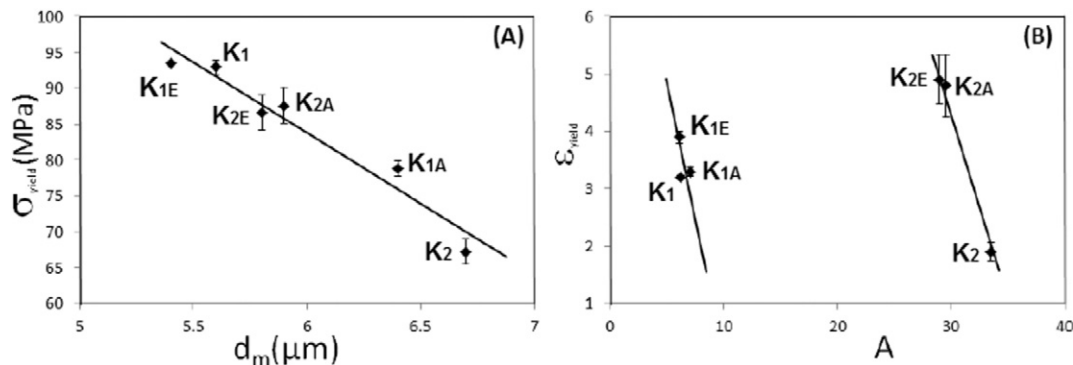 (A)
100
95
90
85
80
75
70
65
60
σyield(MPa)
K1
K1E
K2E
K2A
K1A
K2
5
5.5
6
6.5
7
dm(μm)
(B)
6
5
4
3
2
1
εyield
K2E
K2A
K1E
K1
K1A
K2
0
10
20
30
40
A